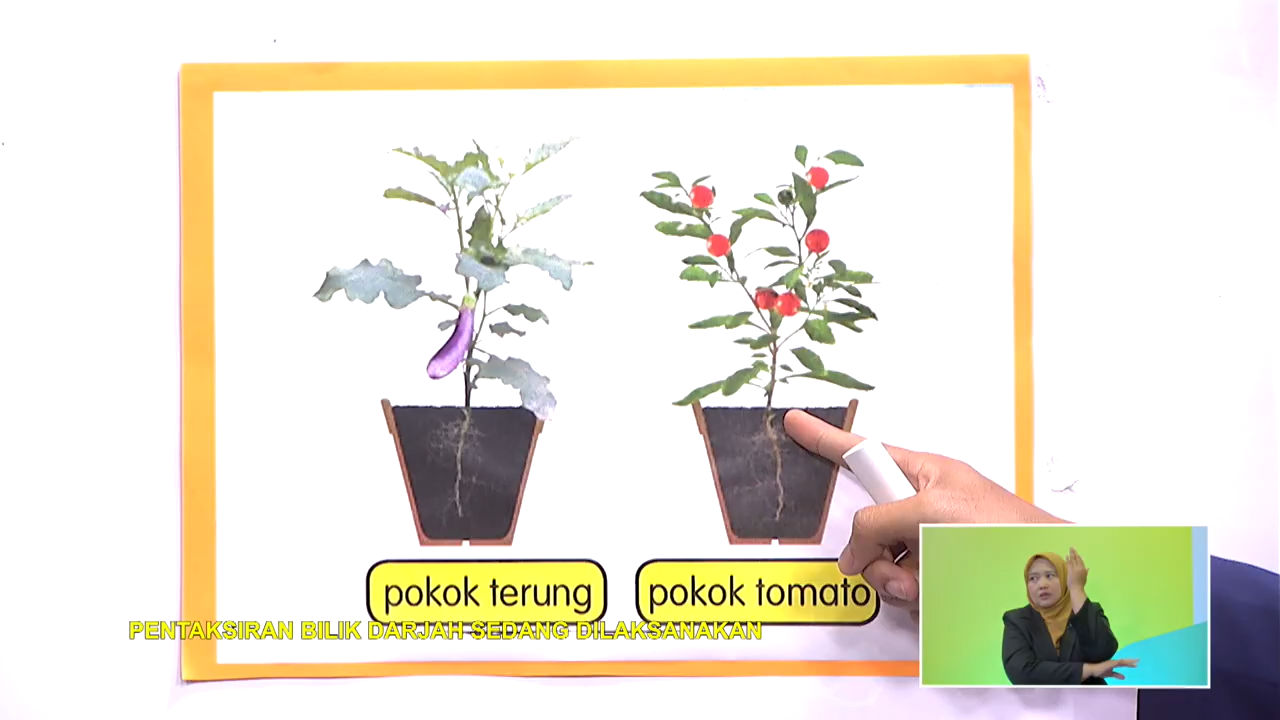 pokok terung
pokok tomato
PENTAKSIRAN BILIK DARJAH SEDANG DILAKSANAKAN